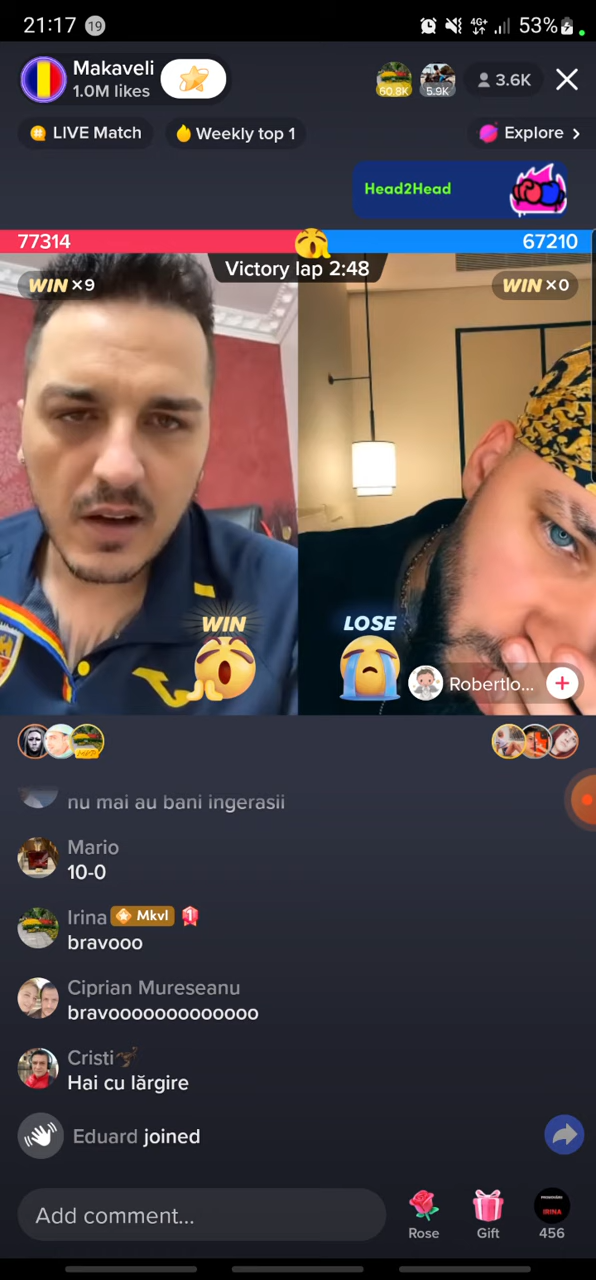 21:17 19 4G+ 53%
Makaveli
1.0M likes
60.8K 5.9K 3.6K
LIVE Match Weekly top 1 Explore >
Head2Head
77314 67210
Victory lap 2:48
WIN ×9 WIN ×0
WIN LOSE
Robertlo...
nu mai au bani ingerasii
Mario
10-0
Irina Mkvl 1
bravooo
Ciprian Mureseanu
bravooooooooooooo
Cristi
Hai cu lărgire
Eduard joined
Add comment...
IRINA
Rose Gift 456